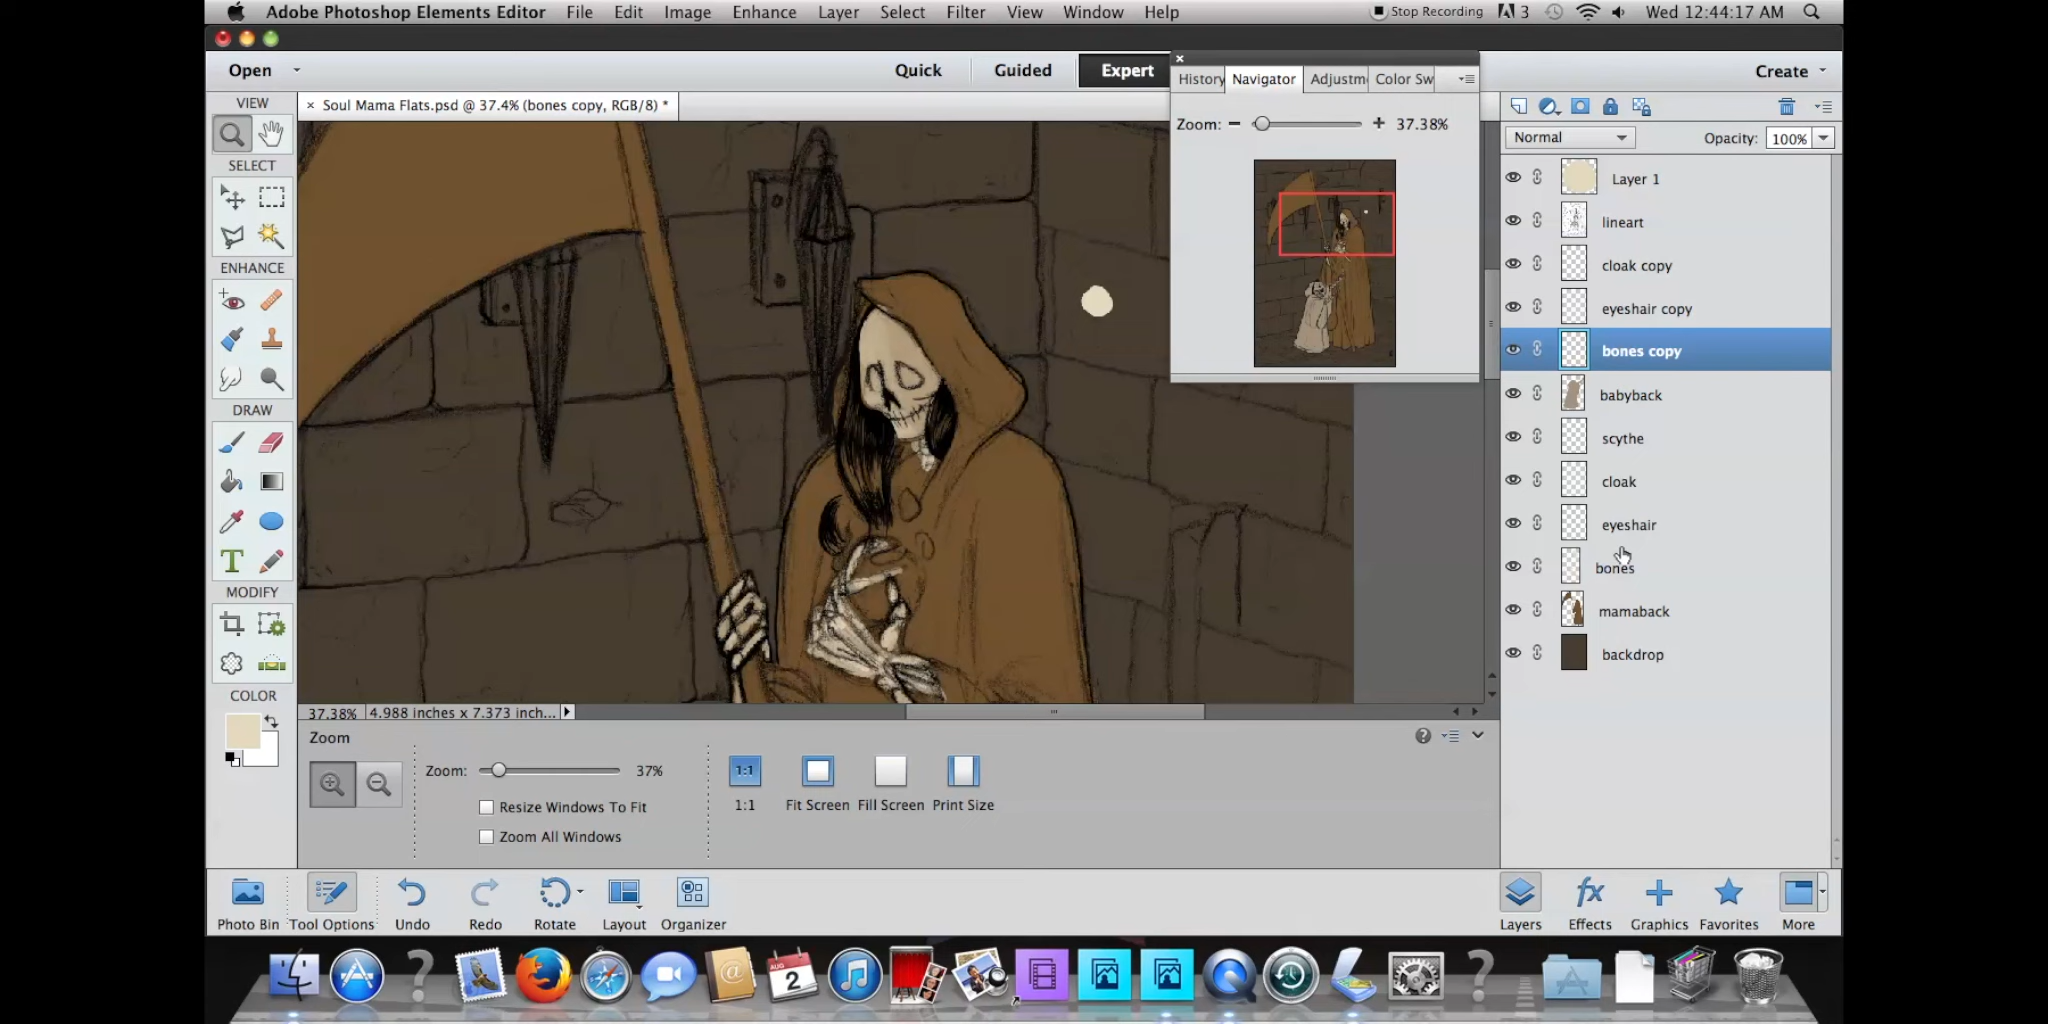 Adobe Photoshop Elements Editor File Edit Image Enhance Layer Select Filter View Window Help Stop Recording 3 Wed 12:44:17 AM
Open Quick Guided Expert Create
History Navigator Adjustm Color Sw
VIEW × Soul Mama Flats.psd @ 37.4% (bones copy, RGB/8) *
Zoom: 37.38%
Normal Opacity: 100%
SELECT
Layer 1
lineart
ENHANCE cloak copy
eyeshair copy
bones copy
babyback
DRAW
scythe
cloak
eyeshair
T
bones
MODIFY
mamaback
backdrop
COLOR
37.38% 4.988 inches x 7.373 inch...
Zoom
Zoom: 37%
1:1
1:1 Fit Screen Fill Screen Print Size
Resize Windows To Fit
Zoom All Windows
fx
Photo Bin Tool Options Undo Redo Rotate Layout Organizer Layers Effects Graphics Favorites More
AUG
2